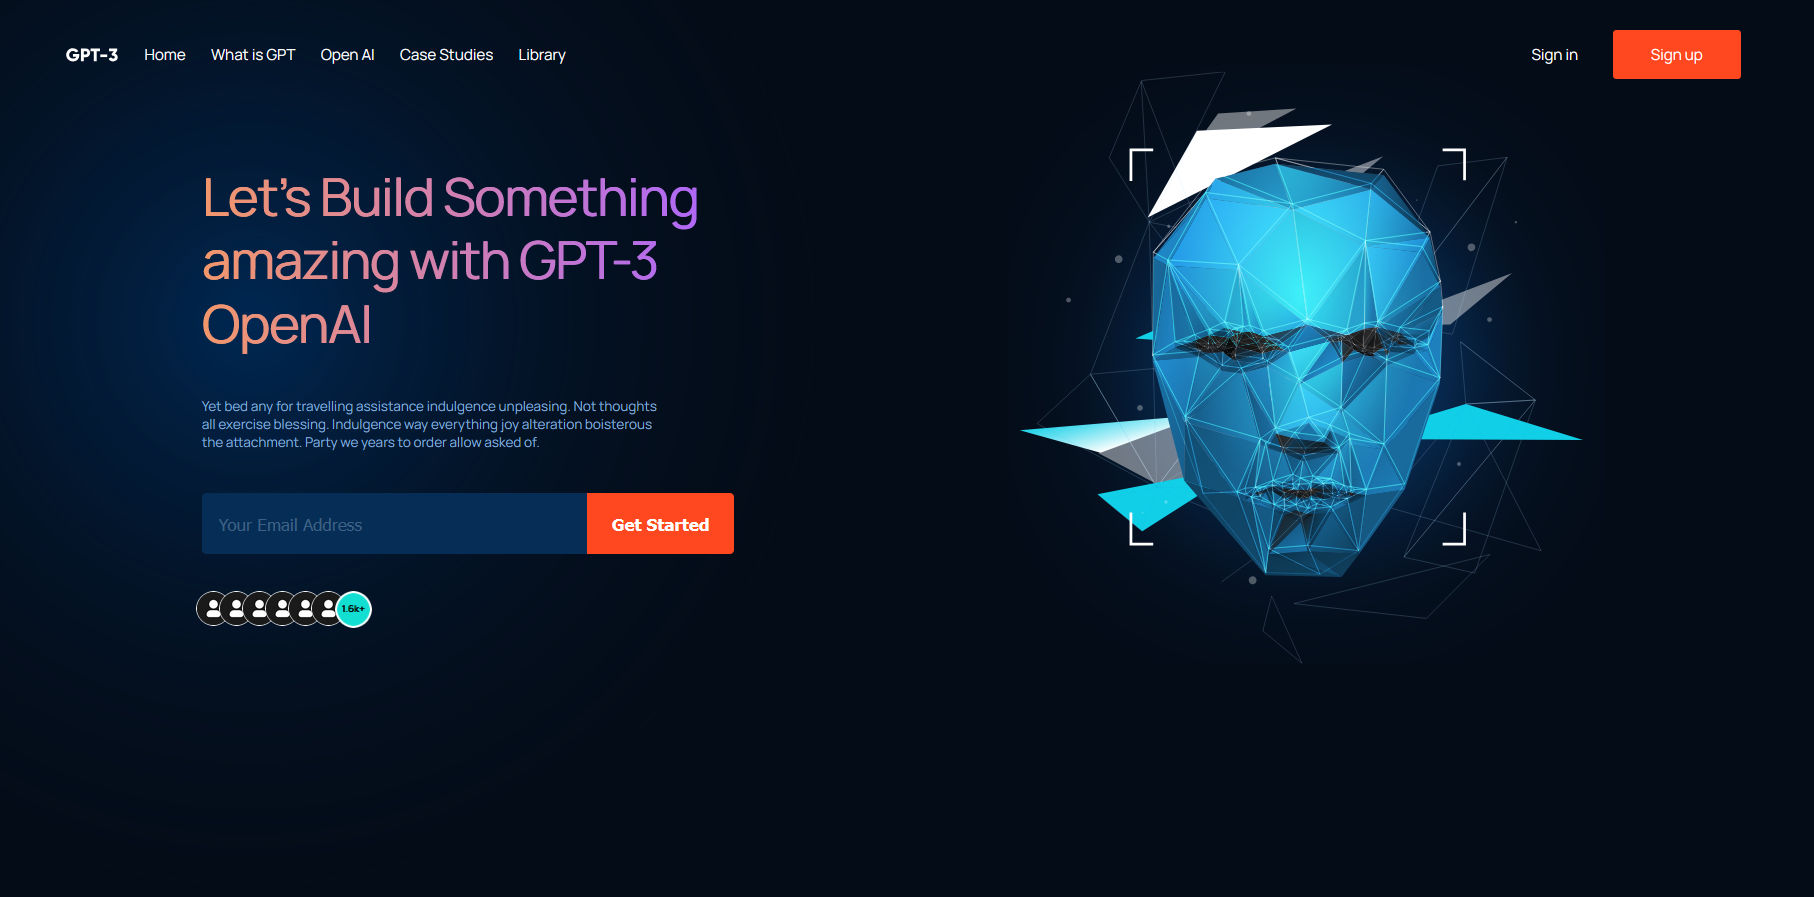 GPT-3 Home What is GPT Open AI Case Studies Library Sign in Sign up
Let's Build Something
amazing with GPT-3
OpenAI
Yet bed any for travelling assistance indulgence unpleasing. Not thoughts
all exercise blessing. Indulgence way everything joy alteration boisterous
the attachment. Party we years to order allow asked of.
Your Email Address Get Started
1.6k+